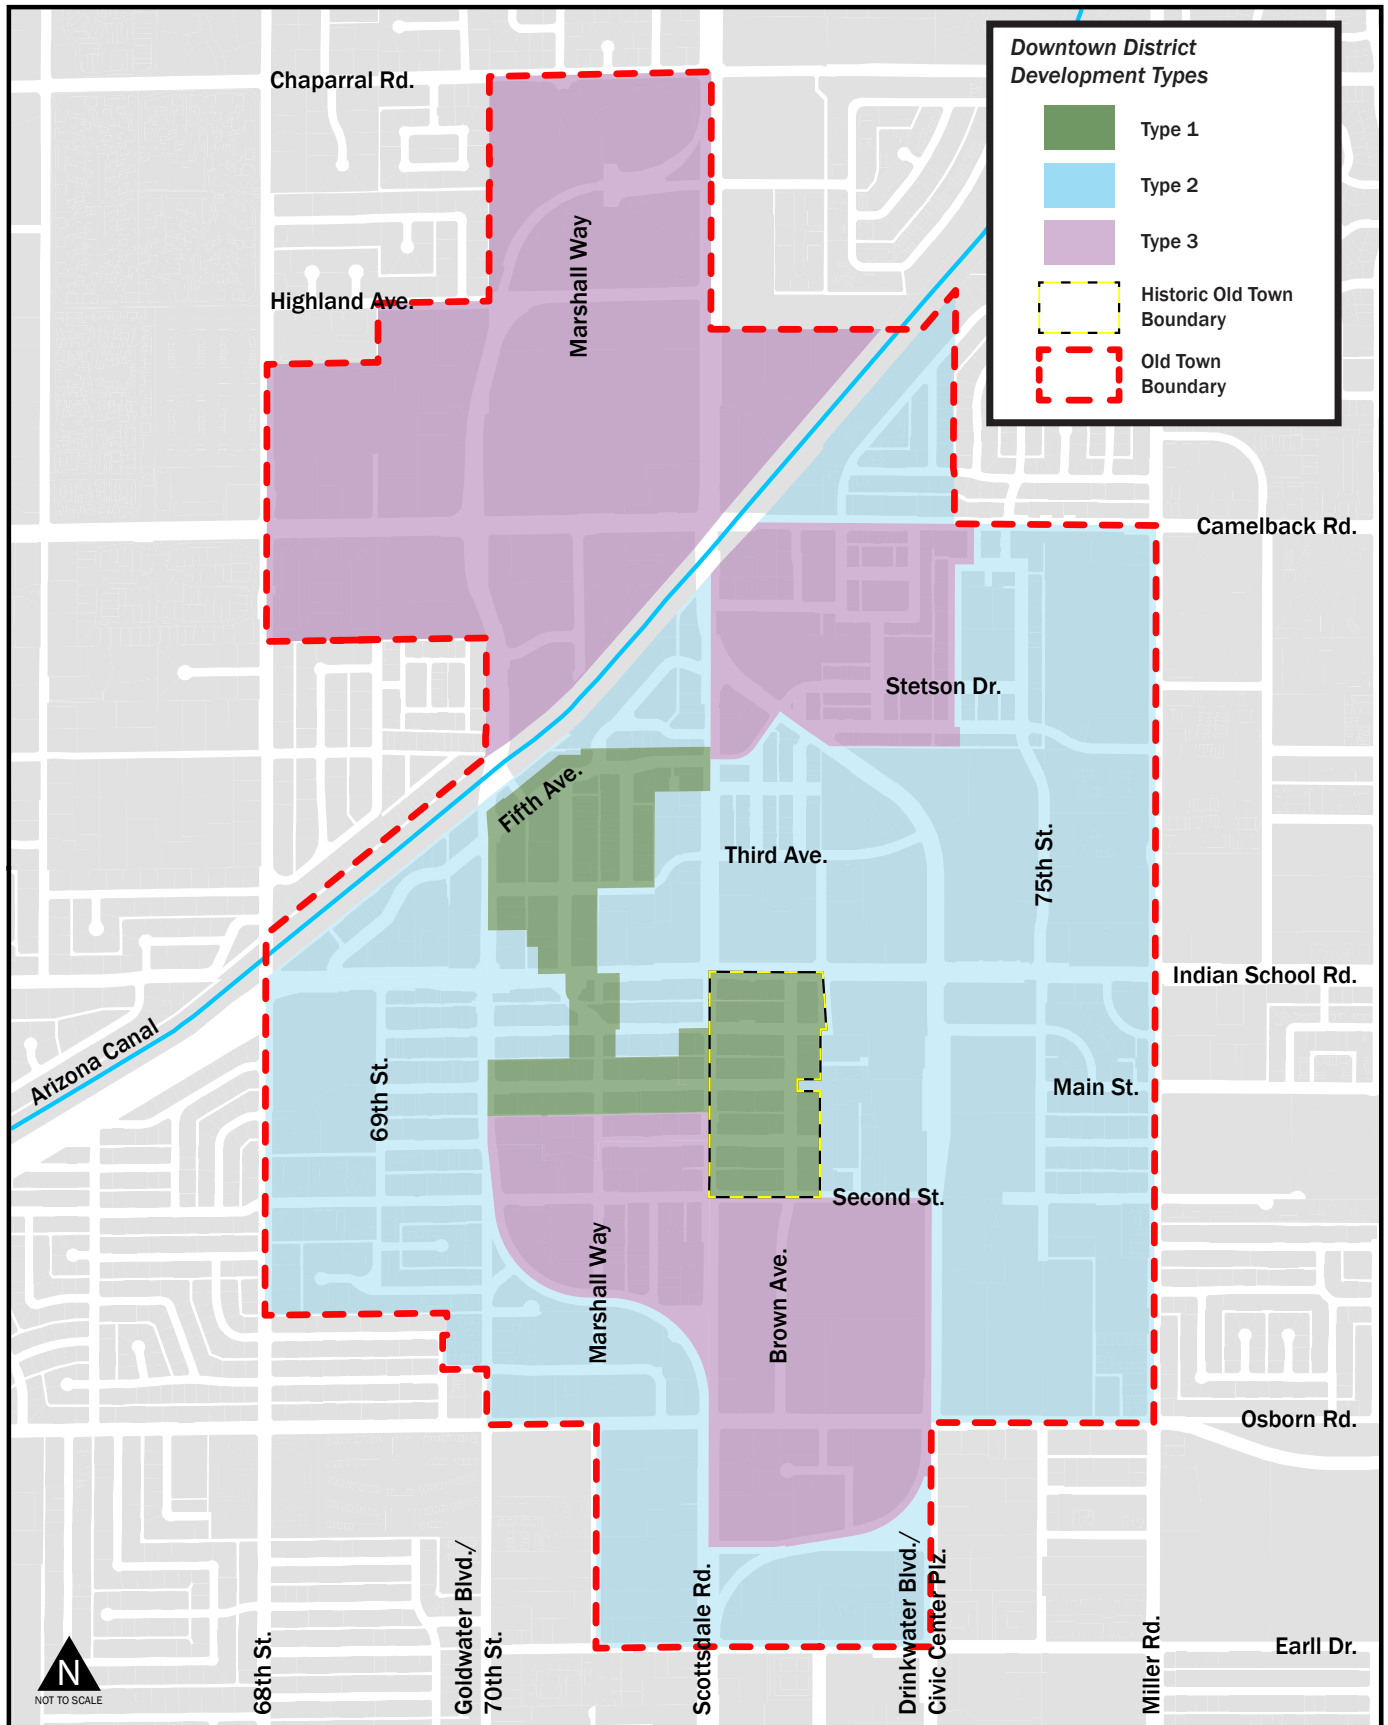 Downtown District
Development Types
Type 1
Type 2
Type 3
Historic Old Town
Boundary
Old Town
Boundary
Chaparral Rd.
Marshall Way
Highland Ave.
Camelback Rd.
Stetson Dr.
Fifth Ave.
Third Ave.
75th St.
Indian School Rd.
Arizona Canal
69th St.
Main St.
Second St.
Marshall Way
Brown Ave.
Osborn Rd.
Earll Dr.
68th St.
Goldwater Blvd./
70th St.
Scottsdale Rd.
Drinkwater Blvd./
Civic Center Plz.
Miller Rd.
N
NOT TO SCALE